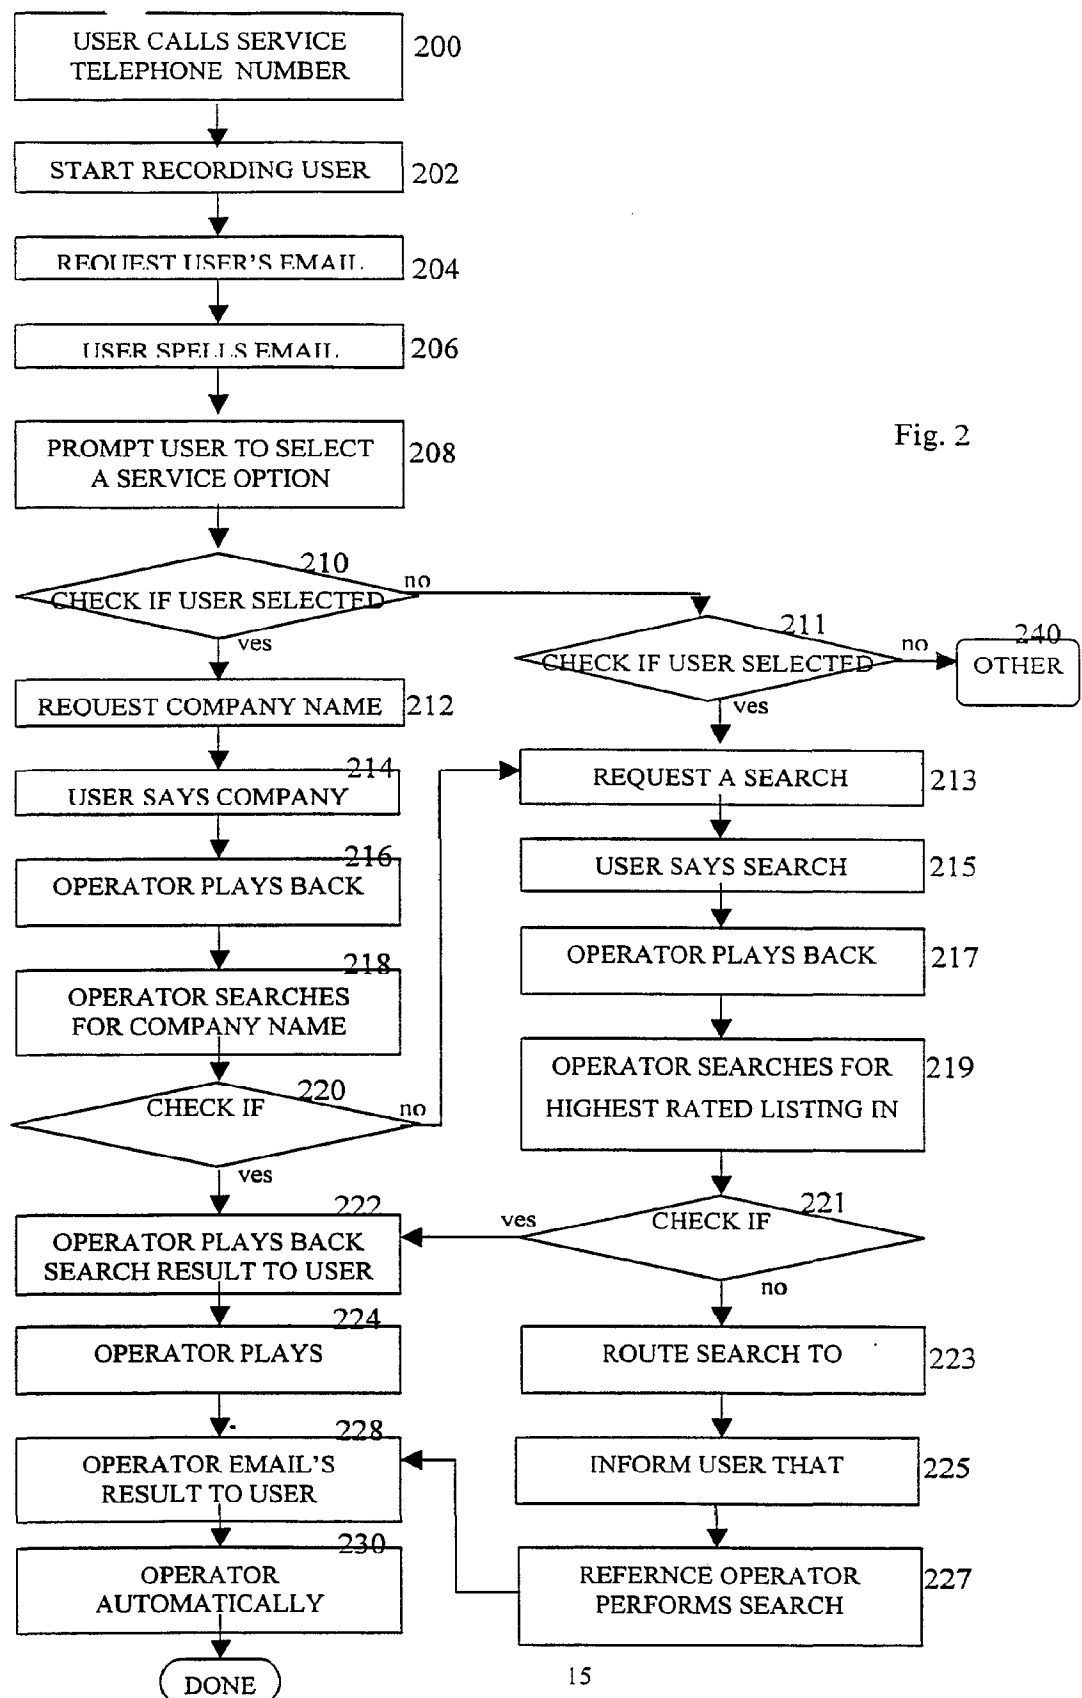 USER CALLS SERVICE
TELEPHONE NUMBER
200
START RECORDING USER
202
REQUEST USER'S EMAIL
204
USER SPELLS EMAIL
206
PROMPT USER TO SELECT
A SERVICE OPTION
208
Fig. 2
210
CHECK IF USER SELECTED
no
yes
211
CHECK IF USER SELECTED
no
yes
240
OTHER
REQUEST COMPANY NAME
212
214
USER SAYS COMPANY
216
OPERATOR PLAYS BACK
218
OPERATOR SEARCHES
FOR COMPANY NAME
220
CHECK IF
no
yes
REQUEST A SEARCH
213
USER SAYS SEARCH
215
OPERATOR PLAYS BACK
217
OPERATOR SEARCHES FOR
HIGHEST RATED LISTING IN
219
221
CHECK IF
yes
no
222
OPERATOR PLAYS BACK
SEARCH RESULT TO USER
224
OPERATOR PLAYS
228
OPERATOR EMAIL'S
RESULT TO USER
230
OPERATOR
AUTOMATICALLY
DONE
ROUTE SEARCH TO
223
INFORM USER THAT
225
REFERNCE OPERATOR
PERFORMS SEARCH
227
15